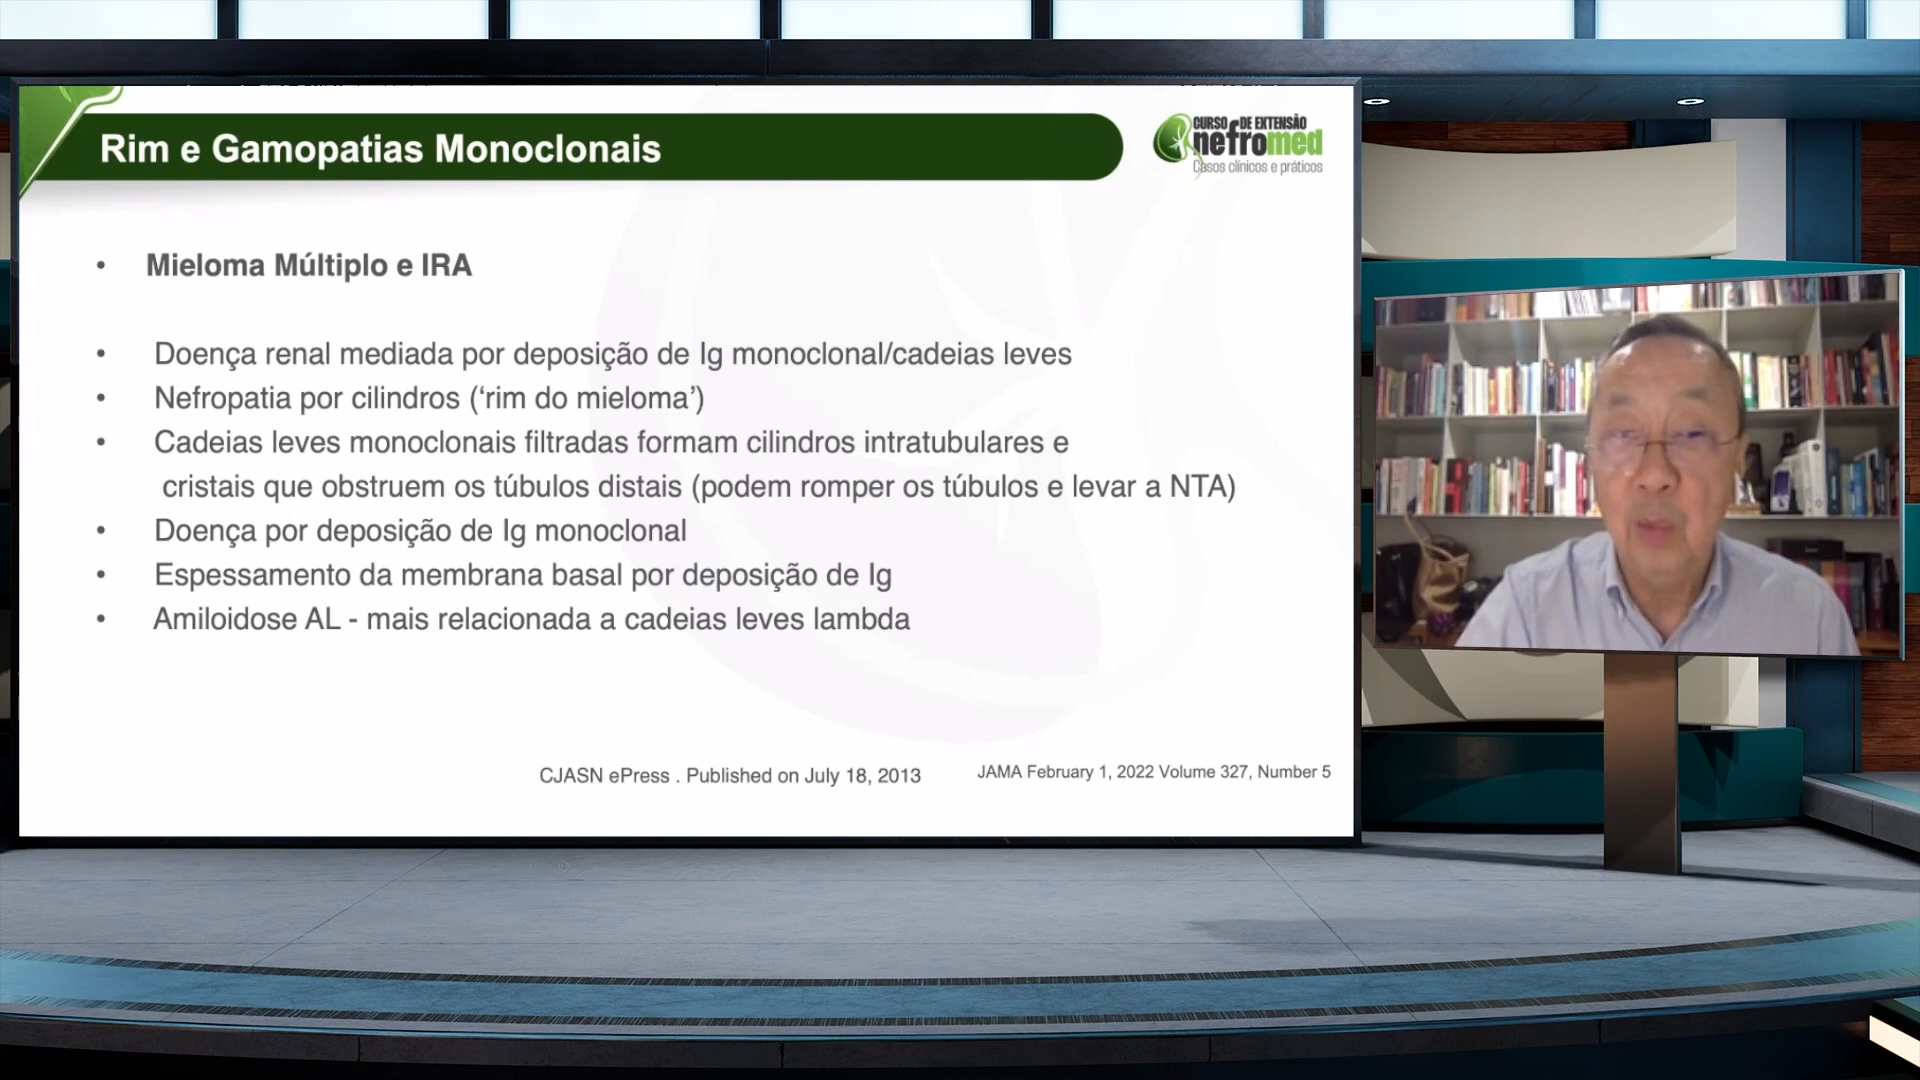 Rim e Gamopatias Monoclonais
CURSO DE EXTENSÃO
nefromed
Casos clínicos e práticos
• Mieloma Múltiplo e IRA
• Doença renal mediada por deposição de Ig monoclonal/cadeias leves
• Nefropatia por cilindros (‘rim do mieloma’)
• Cadeias leves monoclonais filtradas formam cilindros intratubulares e
cristais que obstruem os túbulos distais (podem romper os túbulos e levar a NTA)
• Doença por deposição de Ig monoclonal
• Espessamento da membrana basal por deposição de Ig
• Amiloidose AL - mais relacionada a cadeias leves lambda
CJASN ePress . Published on July 18, 2013
JAMA February 1, 2022 Volume 327, Number 5